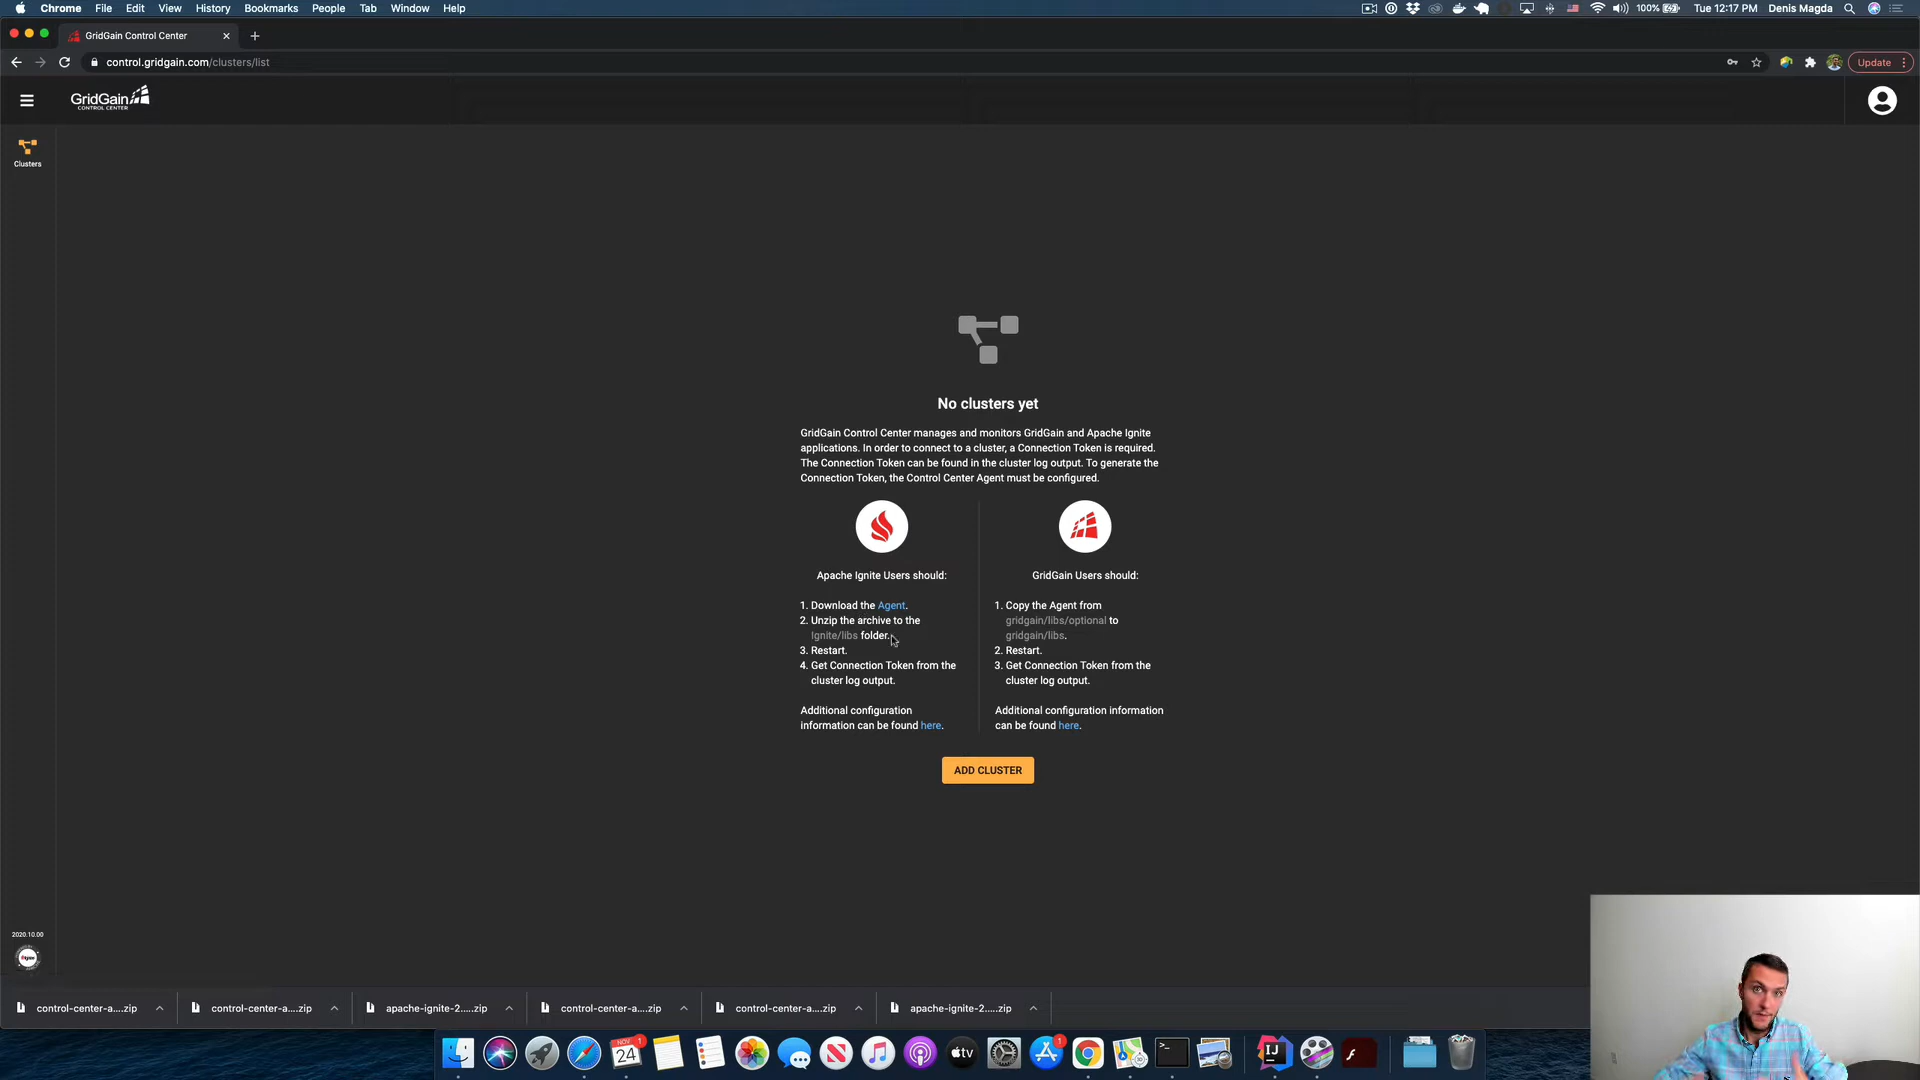 Chrome File Edit View History Bookmarks People Tab Window Help
100% Tue 12:17 PM Denis Magda
GridGain Control Center
control.gridgain.com/clusters/list
Update
GridGain
CONTROL CENTER
Clusters
No clusters yet
GridGain Control Center manages and monitors GridGain and Apache Ignite
applications. In order to connect to a cluster, a Connection Token is required.
The Connection Token can be found in the cluster log output. To generate the
Connection Token, the Control Center Agent must be configured.
Apache Ignite Users should:
1. Download the Agent.
2. Unzip the archive to the
Ignite/libs folder.
3. Restart.
4. Get Connection Token from the
cluster log output.
Additional configuration
information can be found here.
GridGain Users should:
1. Copy the Agent from
gridgain/libs/optional to
gridgain/libs.
2. Restart.
3. Get Connection Token from the
cluster log output.
Additional configuration information
can be found here.
ADD CLUSTER
2020.10.00
control-center-a....zip
control-center-a....zip
apache-ignite-2.....zip
control-center-a....zip
control-center-a....zip
apache-ignite-2.....zip
NOV
24
1
tv
1
>_
IJ